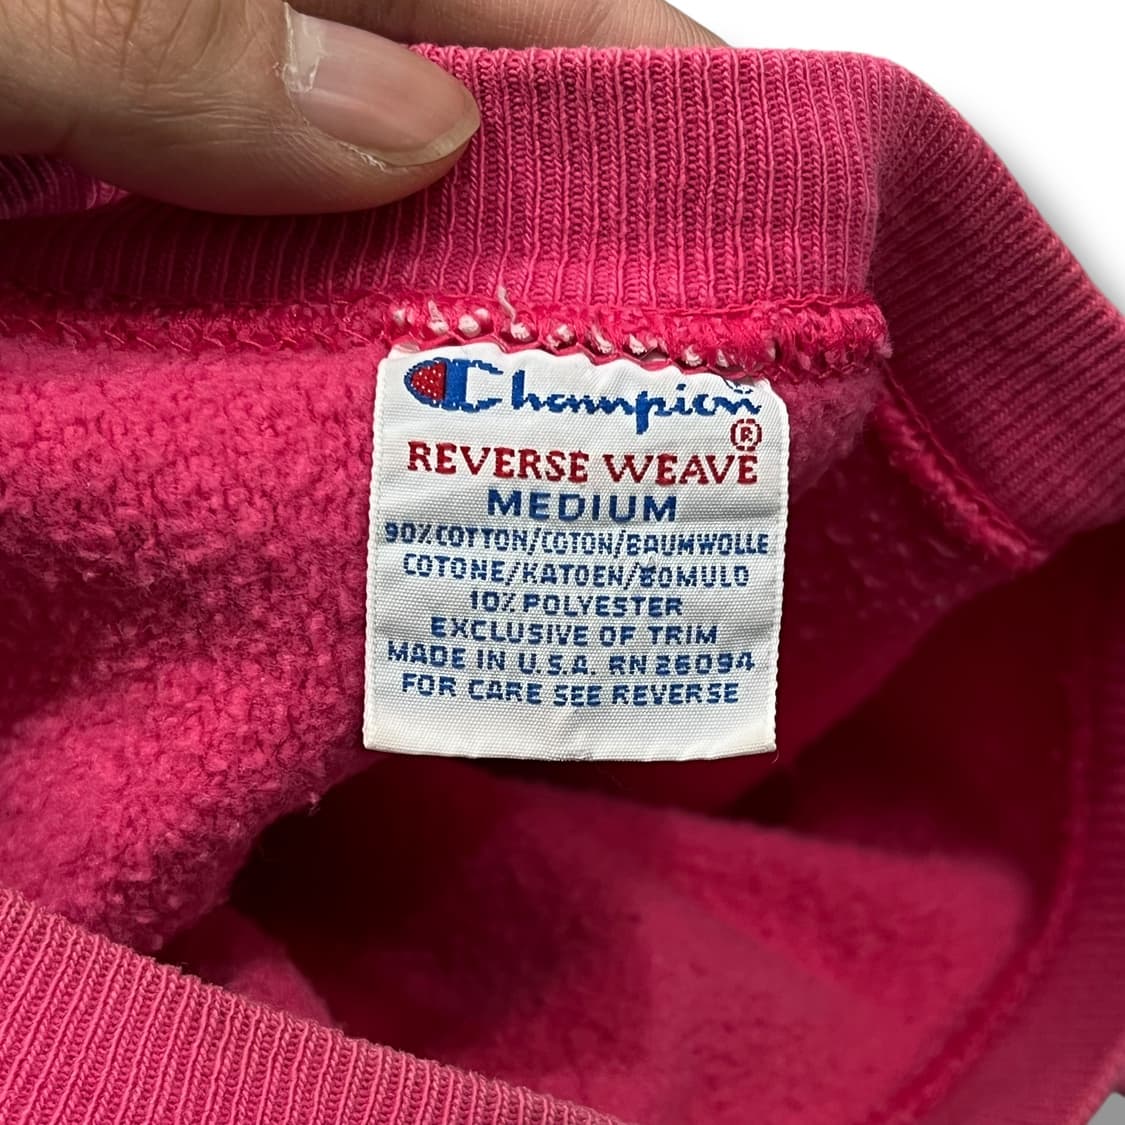 Champion
®
REVERSE WEAVE
MEDIUM
90% COTTON/COTON/BAUMWOLLE
COTONE/KATOEN/BOMULD
10% POLYESTER
EXCLUSIVE OF TRIM
MADE IN U.S.A. RN 26094
FOR CARE SEE REVERSE